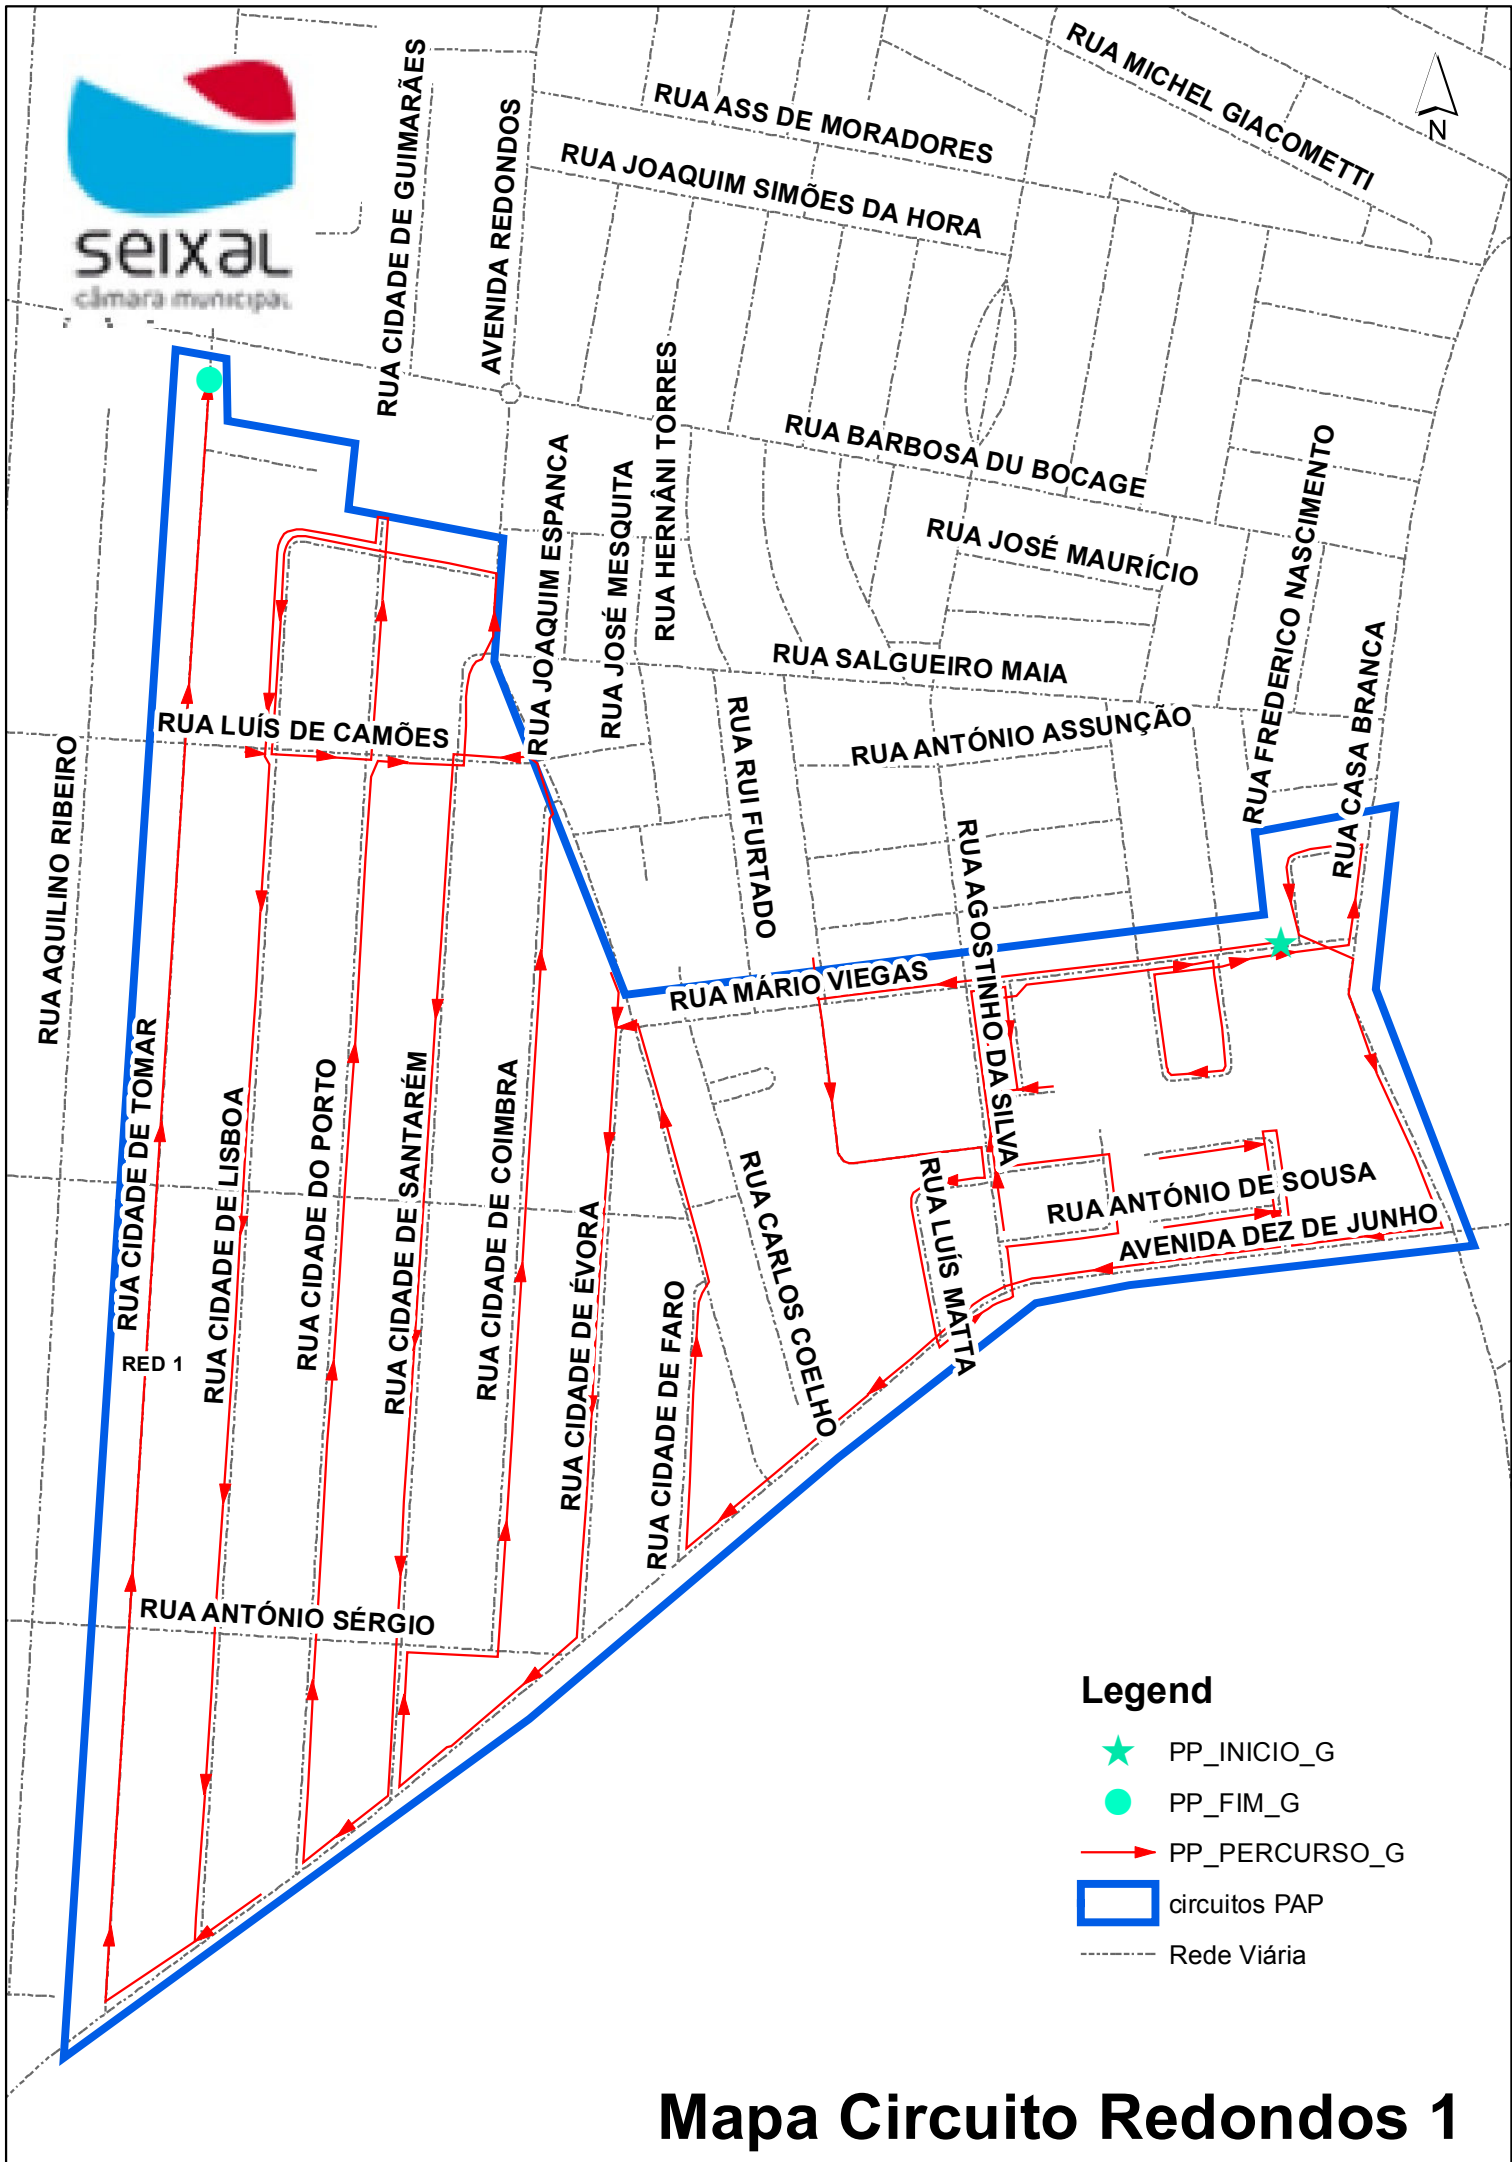 seixal
câmara municipal
RUA CIDADE DE GUIMARÃES
AVENIDA REDONDOS
RUA ASS DE MORADORES
RUA JOAQUIM SIMÕES DA HORA
RUA MICHEL GIACOMETTI
N
RUA BARBOSA DU BOCAGE
RUA JOSÉ MAURÍCIO
RUA HERNÂNI TORRES
RUA JOSÉ MESQUITA
RUA JOAQUIM ESPANCA
RUA SALGUEIRO MAIA
RUA ANTÓNIO ASSUNÇÃO
RUA FREDERICO NASCIMENTO
RUA CASA BRANCA
RUA LUÍS DE CAMÕES
RUA RUI FURTADO
RUA AGOSTINHO DA SILVA
RUA MÁRIO VIEGAS
RUA AQUILINO RIBEIRO
RUA CIDADE DE TOMAR
RUA CIDADE DE LISBOA
RUA CIDADE DO PORTO
RUA CIDADE DE SANTARÉM
RUA CIDADE DE COIMBRA
RUA CIDADE DE ÉVORA
RUA CIDADE DE FARO
RUA CARLOS COELHO
RUA LUÍS MATTA
RUA ANTÓNIO DE SOUSA
AVENIDA DEZ DE JUNHO
RED 1
RUA ANTÓNIO SÉRGIO
Legend
PP_INICIO_G
PP_FIM_G
PP_PERCURSO_G
circuitos PAP
Rede Viária
Mapa Circuito Redondos 1